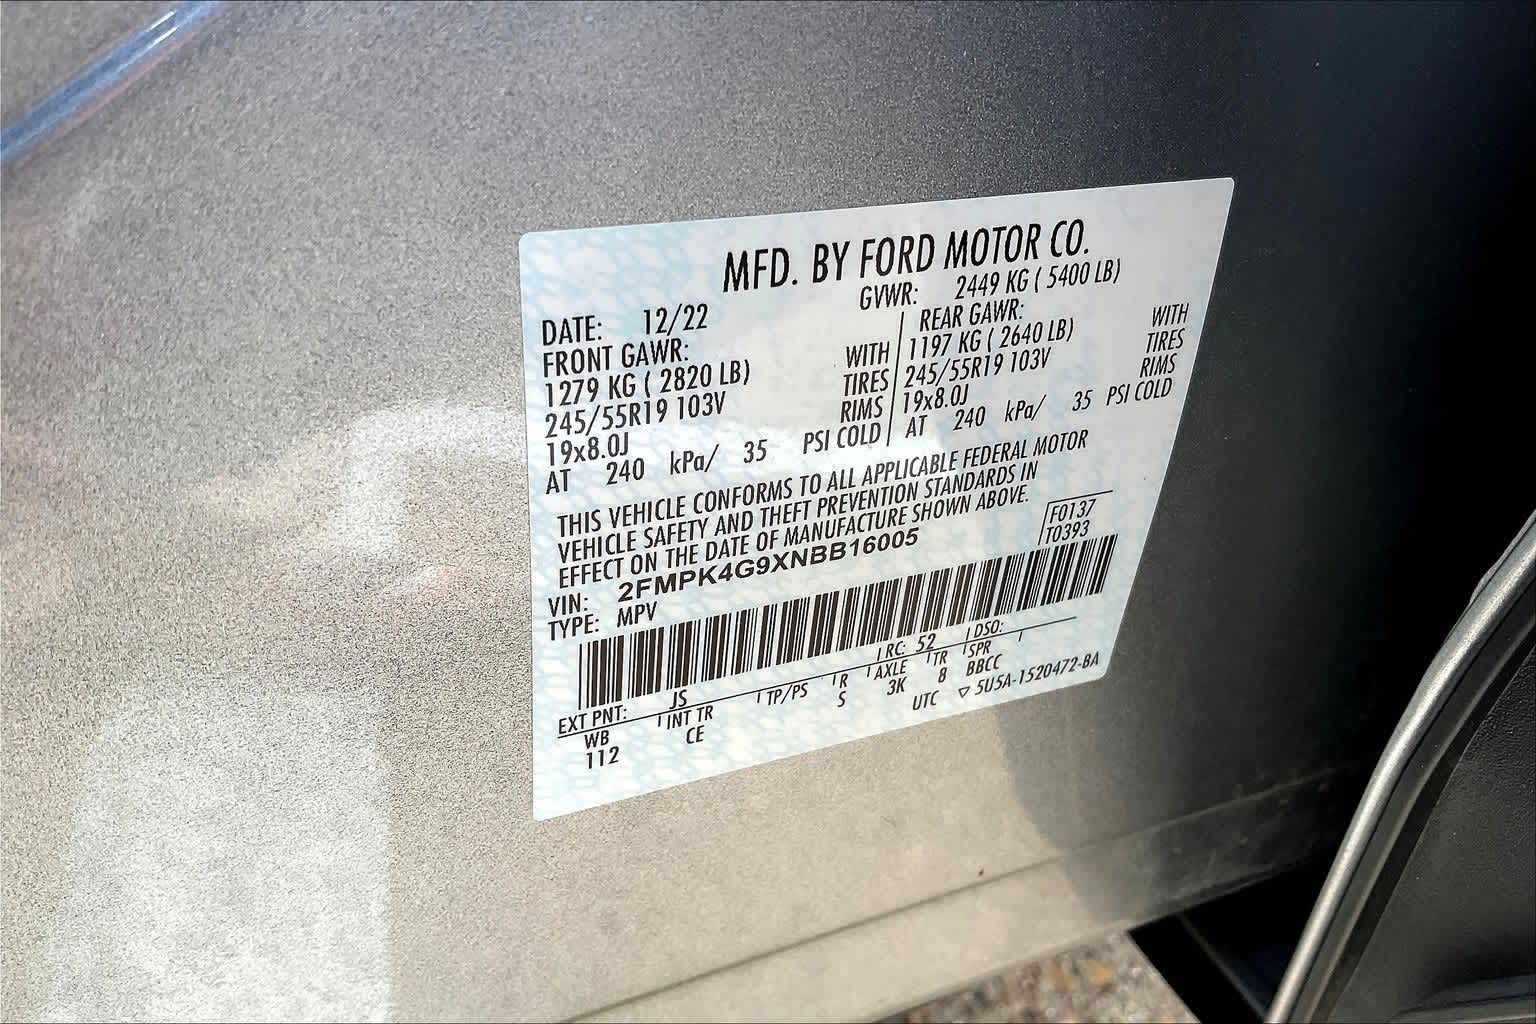 MFD. BY FORD MOTOR CO.
DATE: 12/22 GVWR: 2449 KG ( 5400 LB)
FRONT GAWR: REAR GAWR:
1279 KG ( 2820 LB) WITH 1197 KG ( 2640 LB) WITH
245/55R19 103V TIRES 245/55R19 103V TIRES
19x8.0J RIMS 19x8.0J RIMS
AT 240 kPa/ 35 PSI COLD AT 240 kPa/ 35 PSI COLD
THIS VEHICLE CONFORMS TO ALL APPLICABLE FEDERAL MOTOR
VEHICLE SAFETY AND THEFT PREVENTION STANDARDS IN
EFFECT ON THE DATE OF MANUFACTURE SHOWN ABOVE.
F0137
T0393
VIN: 2FMPK4G9XNBB16005
TYPE: MPV
EXT PNT: JS RC: 52 DSO:
WB INT TR TP/PS R AXLE TR SPR
112 CE S 3K 8 BBCC
UTC ▽ 5U5A-1520472-BA